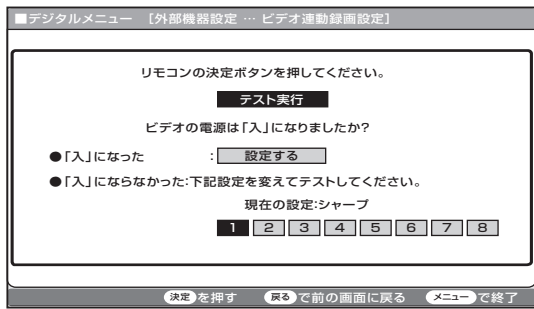 ■デジタルメニュー [外部機器設定 … ビデオ連動録画設定]
リモコンの決定ボタンを押してください。
テスト実行
ビデオの電源は「入」になりましたか?
●「入」になった :設定する
●「入」にならなかった:下記設定を変えてテストしてください。
現在の設定:シャープ
1 2 3 4 5 6 7 8
決定を押す 戻るで前の画面に戻る メニューで終了